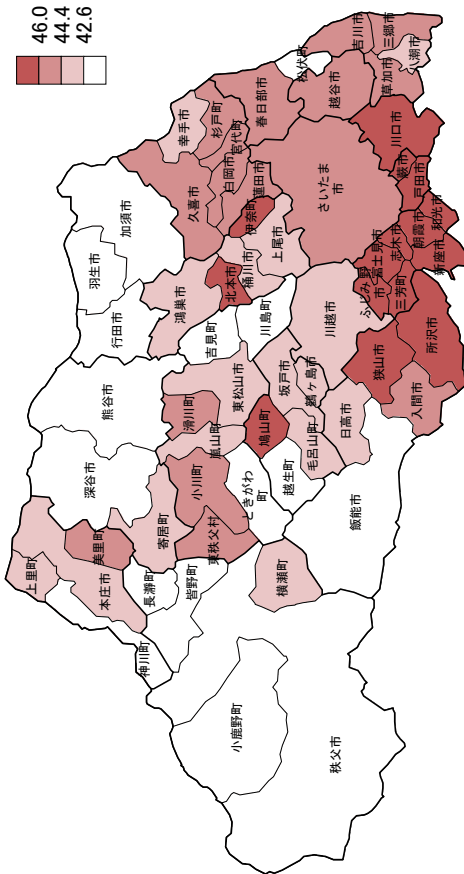 46.0
44.4
42.6
上里町
本庄市
美里町
神川町
深谷市
熊谷市
行田市
羽生市
加須市
長瀞町
寄居町
皆野町
小鹿野町
東秩父村
小川町
嵐山町
滑川町
吉見町
鴻巣市
久喜市
幸手市
杉戸町
宮代町
白岡市
蓮田市
北本市
桶川市
伊奈町
上尾市
東松山市
ときがわ
町
鳩山町
川島町
春日部市
松伏町
横瀬町
越生町
毛呂山町
坂戸市
鶴ヶ島市
川越市
さいたま
市
越谷市
吉川市
秩父市
飯能市
日高市
狭山市
ふじみ野
市
富士見市
三芳町
志木市
川口市
蕨市
戸田市
草加市
八潮市
三郷市
入間市
所沢市
新座市
朝霞市
和光市